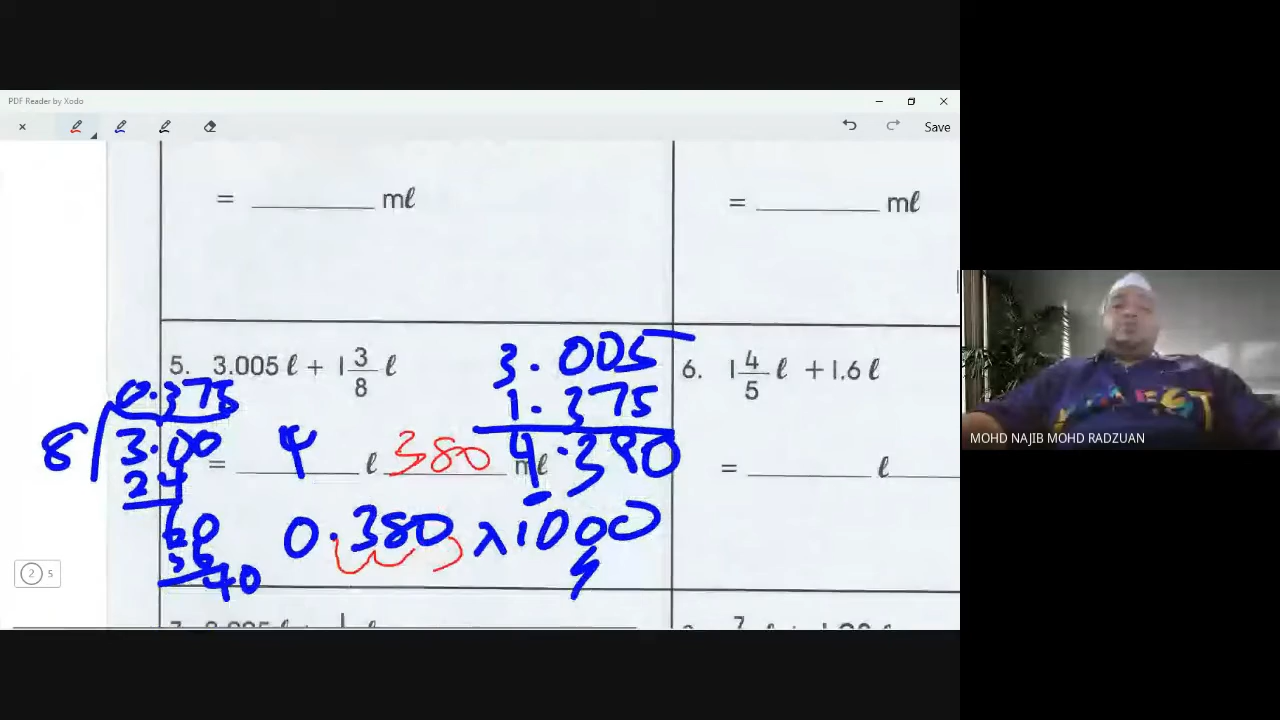 PDF Reader by Xodo
Save
= ________ mℓ
= ________ mℓ
5. 3.005 ℓ + 1 3/8 ℓ
3.005
1.375
4.380
0.375
8 3.00
24
60
56
40
= 4 ℓ 380 mℓ
0.380 × 1000
6. 1 4/5 ℓ + 1.6 ℓ
= ________ ℓ
2 5
MOHD NAJIB MOHD RADZUAN